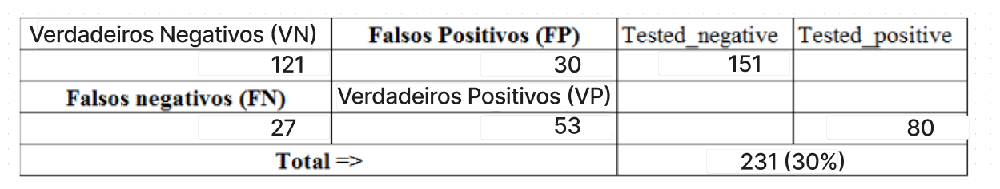 Verdadeiros Negativos (VN) Falsos Positivos (FP) Tested_negative Tested_positive
121 30 151
Falsos negativos (FN) Verdadeiros Positivos (VP)
27 53 80
Total => 231 (30%)